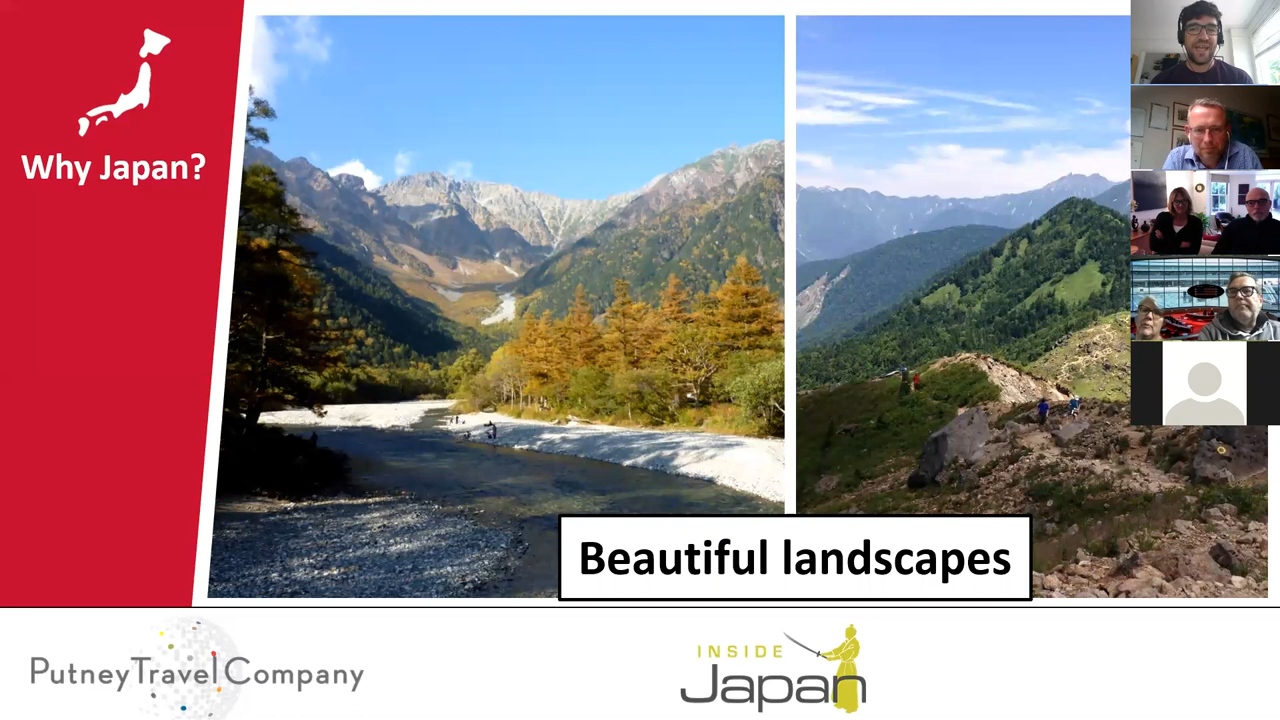 Why Japan?
Beautiful landscapes
PutneyTravelCompany
INSIDE
Japan